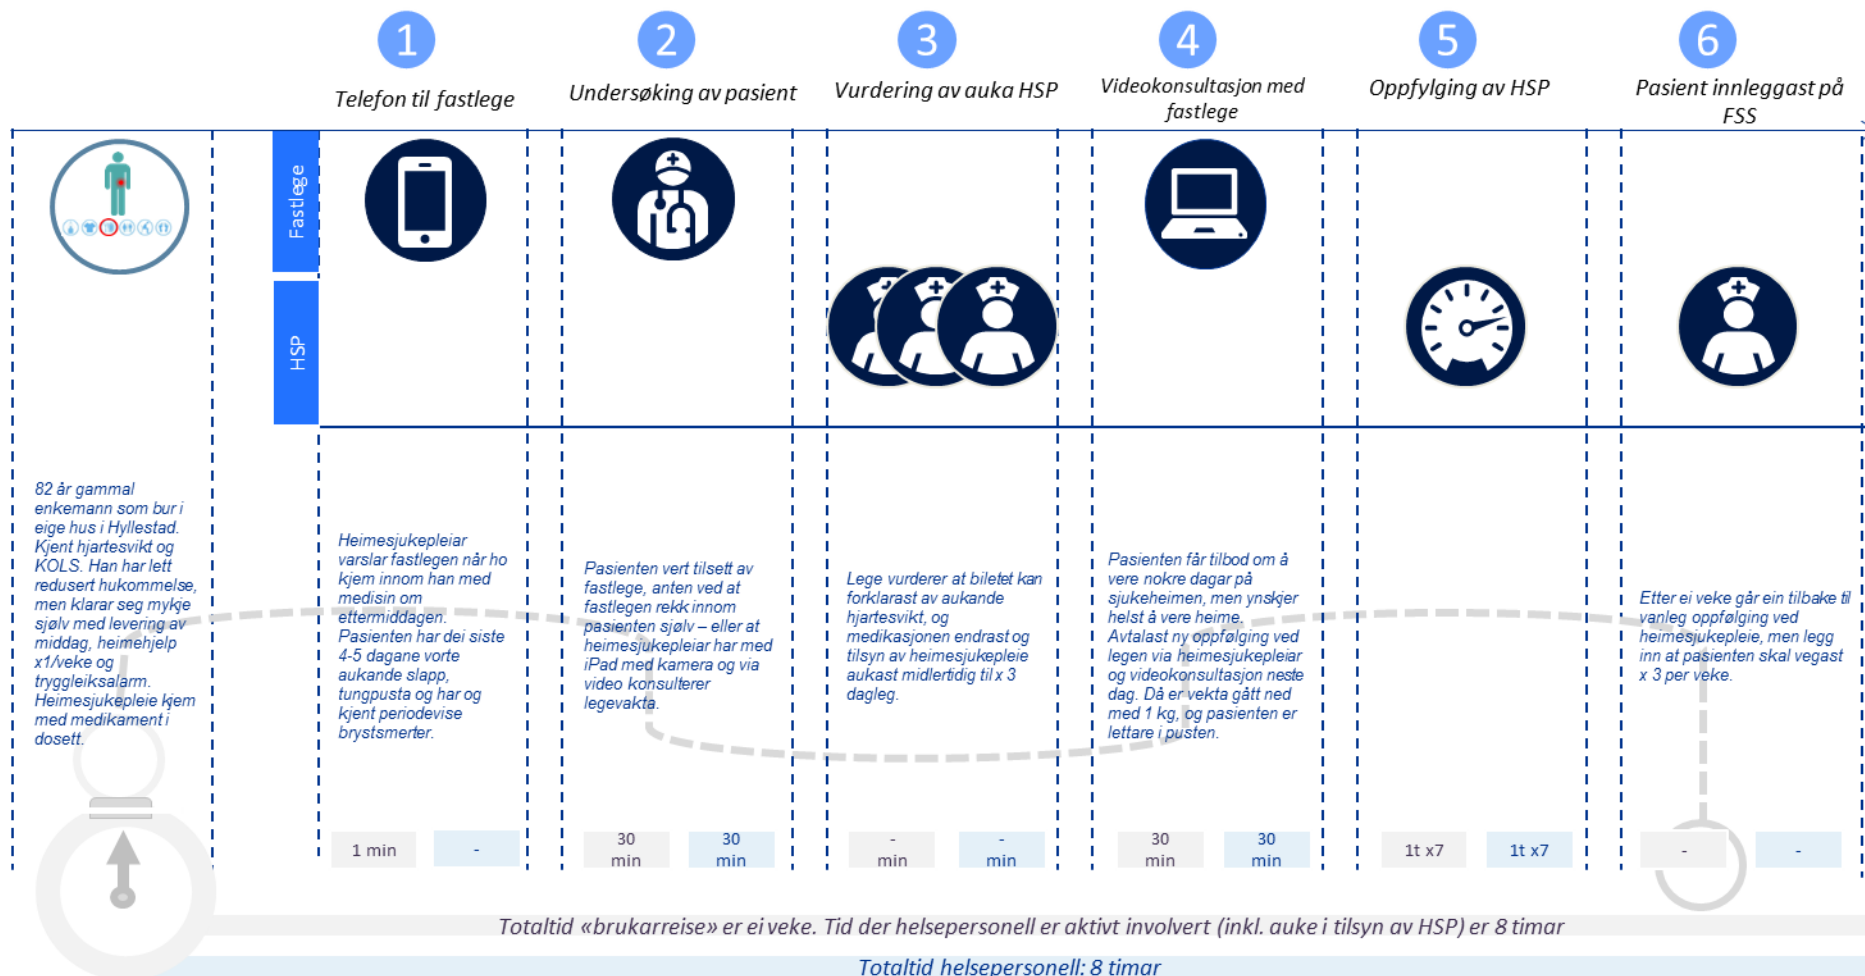 1
2
3
4
5
6
Telefon til fastlege
Undersøking av pasient
Vurdering av auka HSP
Videokonsultasjon med
fastlege
Oppfylging av HSP
Pasient innleggast på
FSS
Fastlege
HSP
82 år gammal
enkemann som bur i
eige hus i Hyllestad.
Kjent hjartesvikt og
KOLS. Han har lett
redusert hukommelse,
men klarar seg mykje
sjølv med levering av
middag, heimehjelp
x1/veke og
tryggleiksalarm.
Heimesjukepleie kjem
med medikament i
dosett.
Heimesjukepleiar
varslar fastlegen når ho
kjem innom han med
medisin om
ettermiddagen.
Pasienten har dei siste
4-5 dagane vorte
aukande slapp,
tungpusta og har og
kjent periodevise
brystsmerter.
Pasienten vert tilsett av
fastlege, anten ved at
fastlegen rekk innom
pasienten sjølv – eller at
heimesjukepleiar har med
iPad med kamera og via
video konsulterer
legevakta.
Lege vurderer at biletet kan
forklarast av aukande
hjartesvikt, og
medikasjonen endrast og
tilsyn av heimesjukepleie
aukast midlertidig til x 3
dagleg.
Pasienten får tilbod om å
vere nokre dagar på
sjukeheimen, men ynskjer
helst å vere heime.
Avtalast ny oppfølging ved
legen via heimesjukepleiar
og videokonsultasjon neste
dag. Då er vekta gått ned
med 1 kg, og pasienten er
lettare i pusten.
Etter ei veke går ein tilbake til
vanleg oppfølging ved
heimesjukepleie, men legg
inn at pasienten skal vegast
x 3 per veke.
1 min
-
30
min
30
min
-
min
-
min
30
min
30
min
1t x7
1t x7
-
-
Totaltid «brukarreise» er ei veke. Tid der helsepersonell er aktivt involvert (inkl. auke i tilsyn av HSP) er 8 timar
Totaltid helsepersonell: 8 timar